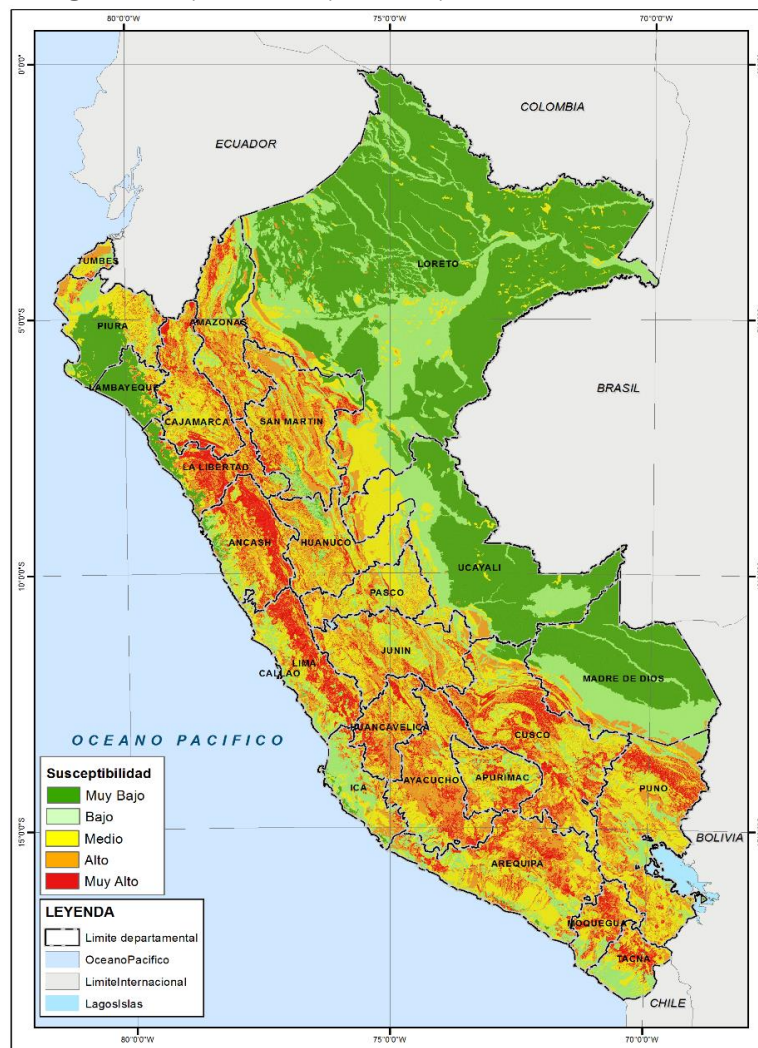 80°0'0"W
75°0'0"W
70°0'0"W
0°0'0"
COLOMBIA
ECUADOR
LORETO
TUMBES
5°0'0"S
AMAZONAS
PIURA
BRASIL
LAMBAYEQUE
CAJAMARCA
SAN MARTIN
LA LIBERTAD
ANCASH
HUANUCO
UCAYALI
10°0'0"S
PASCO
JUNIN
MADRE DE DIOS
LIMA
CALLAO
HUANCAVELICA
CUSCO
OCEANO PACIFICO
AYACUCHO
APURIMAC
PUNO
ICA
Susceptibilidad
Muy Bajo
Bajo
Medio
Alto
Muy Alto
15°0'0"S
BOLIVIA
AREQUIPA
LEYENDA
Limite departamental
OceanoPacifico
LimiteInternacional
LagosIslas
MOQUEGUA
TACNA
CHILE
80°0'0"W
75°0'0"W
70°0'0"W